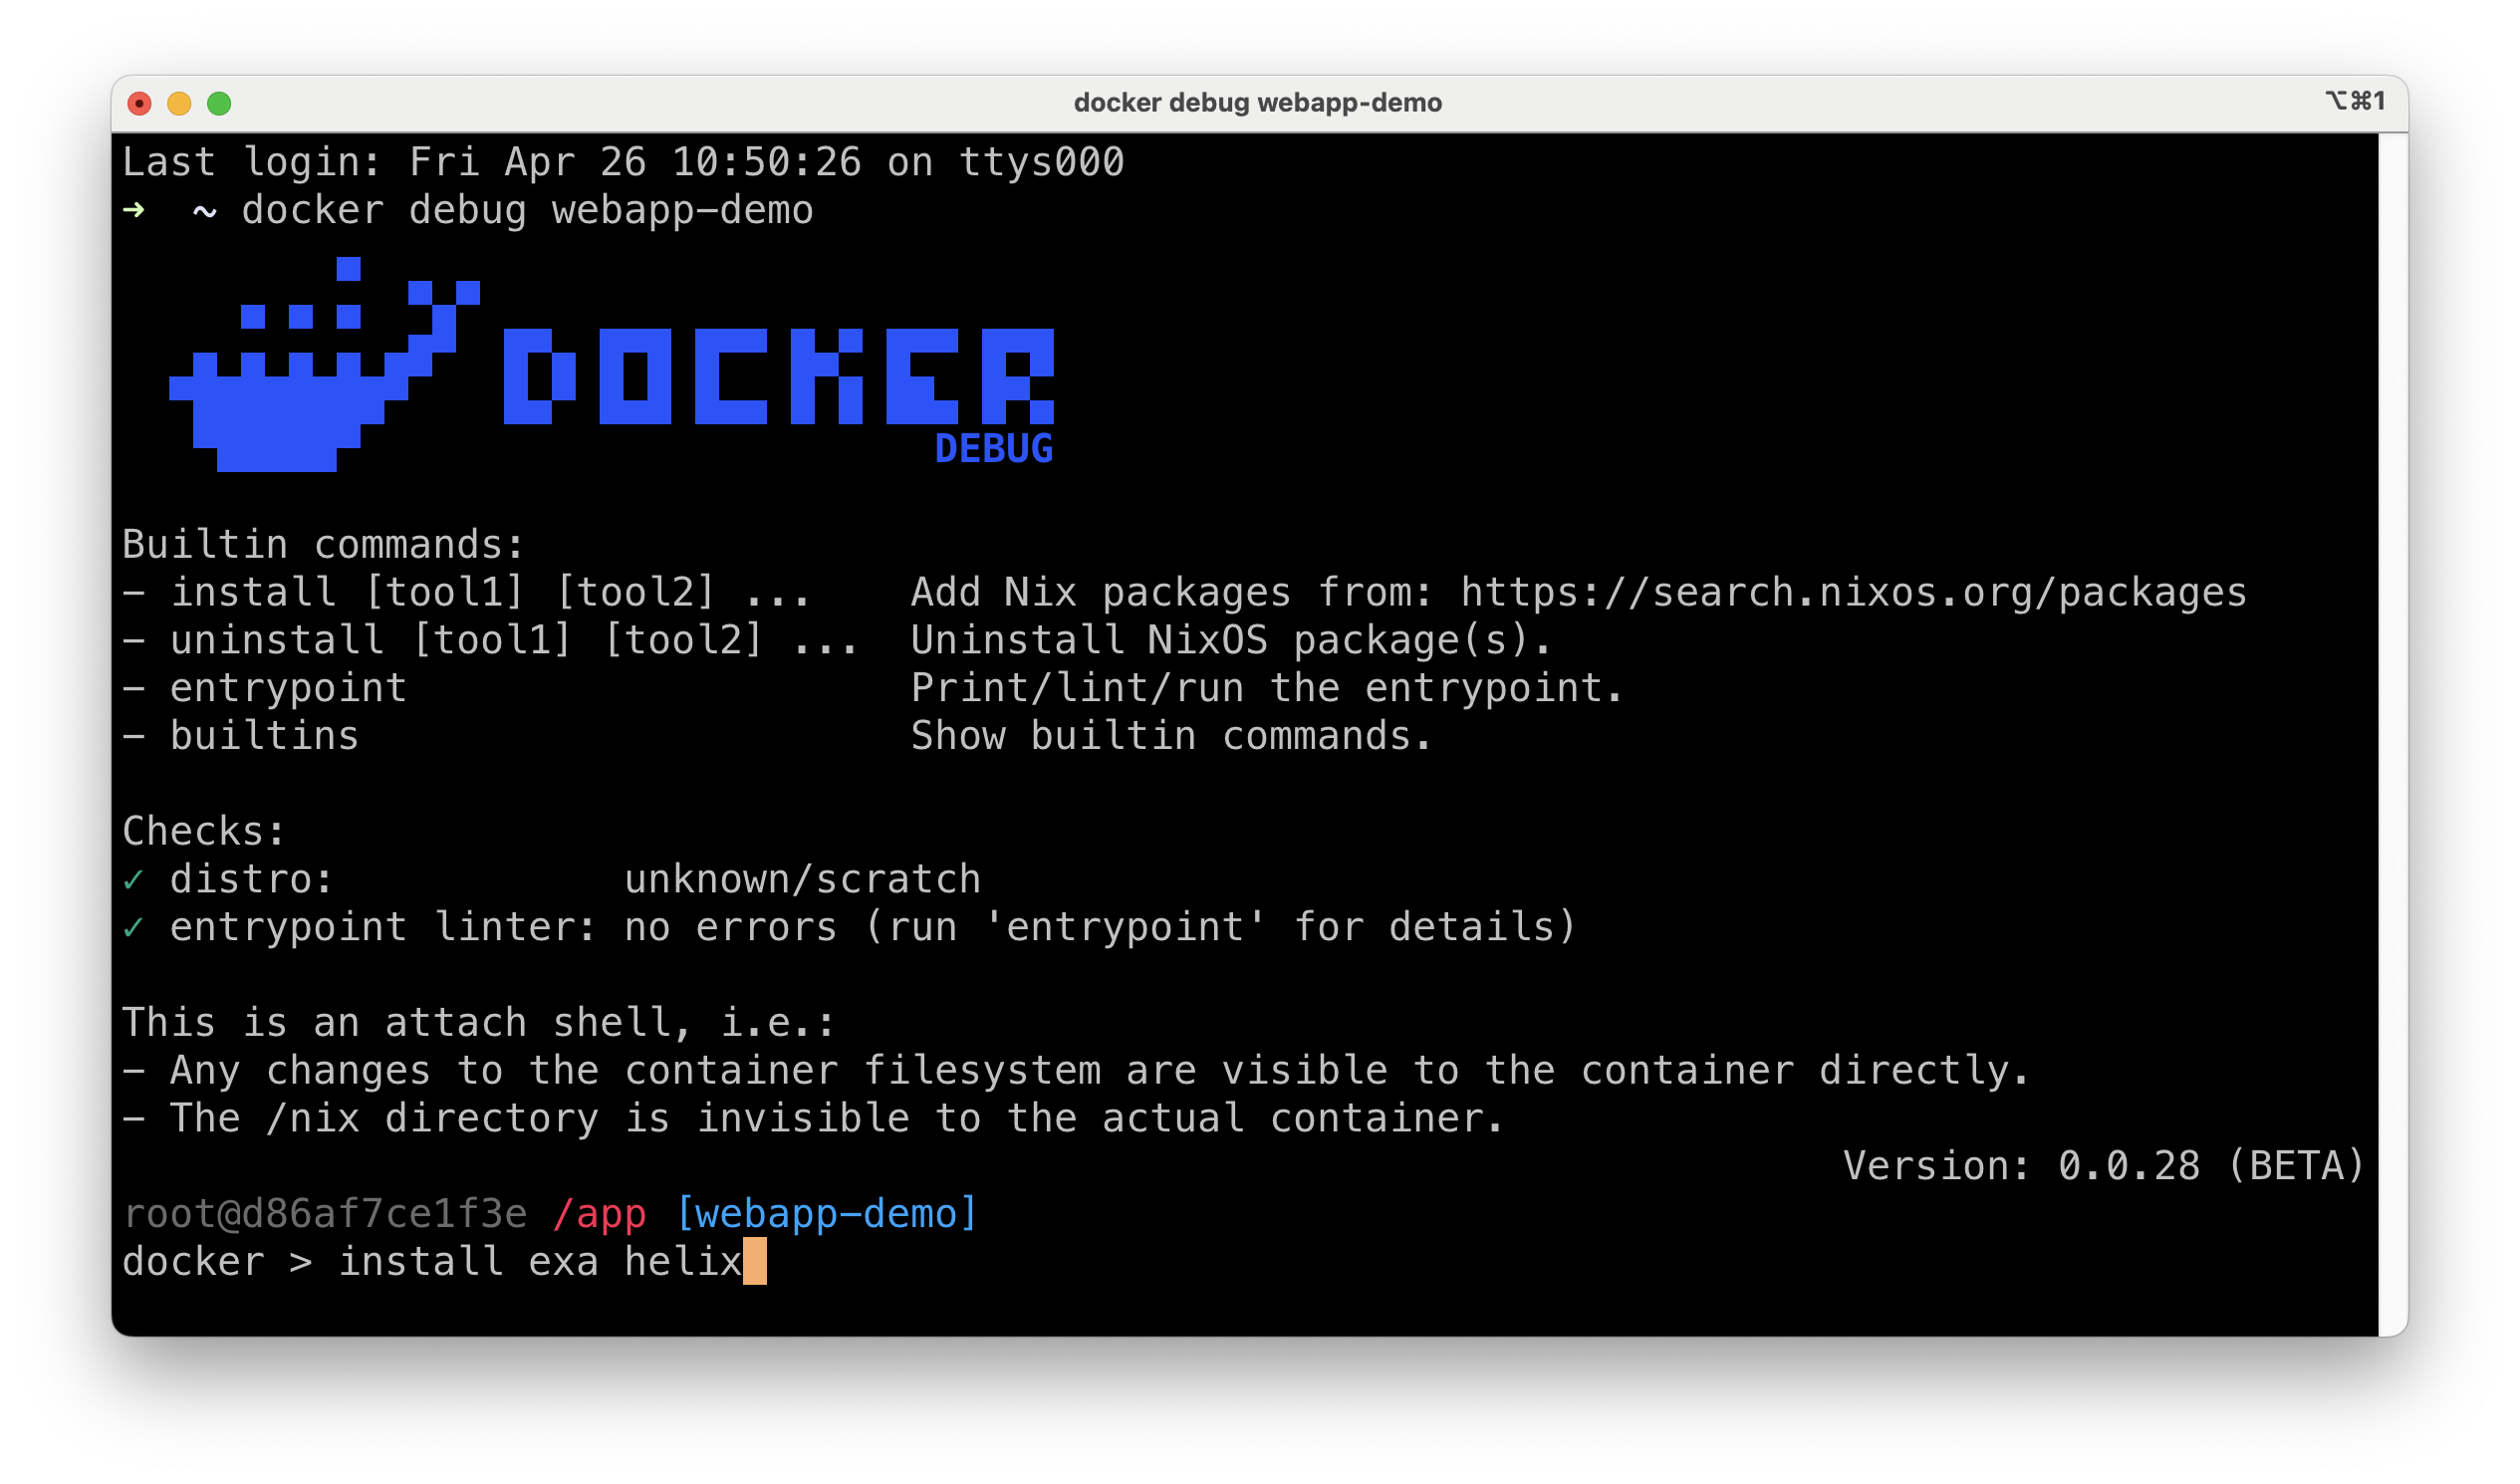 docker debug webapp-demo ⌥⌘1
Last login: Fri Apr 26 10:50:26 on ttys000
➜  ~ docker debug webapp-demo
DOCKER
DEBUG
Builtin commands:
- install [tool1] [tool2] ...    Add Nix packages from: https://search.nixos.org/packages
- uninstall [tool1] [tool2] ...  Uninstall NixOS package(s).
- entrypoint                     Print/lint/run the entrypoint.
- builtins                       Show builtin commands.
Checks:
✓ distro:            unknown/scratch
✓ entrypoint linter: no errors (run 'entrypoint' for details)
This is an attach shell, i.e.:
- Any changes to the container filesystem are visible to the container directly.
- The /nix directory is invisible to the actual container.
Version: 0.0.28 (BETA)
root@d86af7ce1f3e /app [webapp-demo]
docker > install exa helix